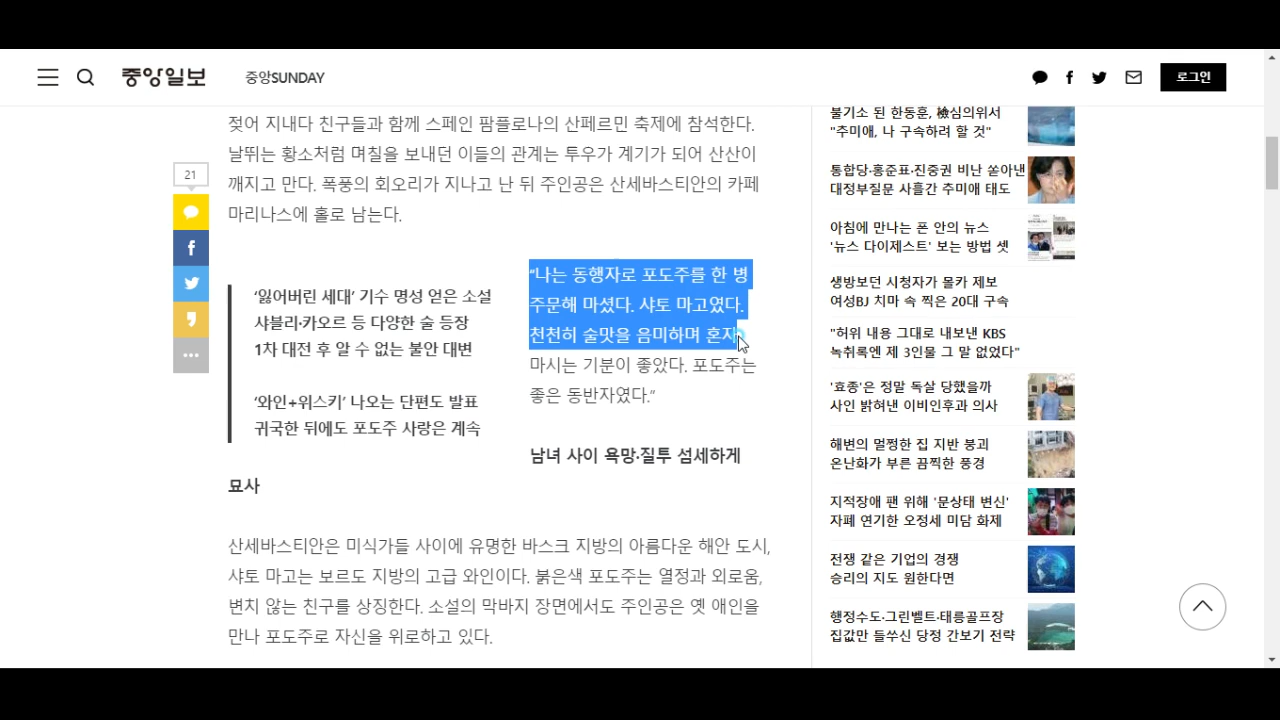 중앙일보
중앙SUNDAY
로그인
젖어 지내다 친구들과 함께 스페인 팜플로나의 산페르민 축제에 참석한다.
날뛰는 황소처럼 며칠을 보내던 이들의 관계는 투우가 계기가 되어 산산이
깨지고 만다. 폭풍의 회오리가 지나고 난 뒤 주인공은 산세바스티안의 카페
마리나스에 홀로 남는다.
21
‘잃어버린 세대’ 기수 명성 얻은 소설
샤블리·카오르 등 다양한 술 등장
1차 대전 후 알 수 없는 불안 대변
‘와인+위스키’ 나오는 단편도 발표
귀국한 뒤에도 포도주 사랑은 계속
“나는 동행자로 포도주를 한 병
주문해 마셨다. 샤토 마고였다.
천천히 술맛을 음미하며 혼자
마시는 기분이 좋았다. 포도주는
좋은 동반자였다.”
남녀 사이 욕망·질투 섬세하게
묘사
산세바스티안은 미식가들 사이에 유명한 바스크 지방의 아름다운 해안 도시,
샤토 마고는 보르도 지방의 고급 와인이다. 붉은색 포도주는 열정과 외로움,
변치 않는 친구를 상징한다. 소설의 막바지 장면에서도 주인공은 옛 애인을
만나 포도주로 자신을 위로하고 있다.
불기소 된 한동훈, 檢심의위서
"추미애, 나 구속하려 할 것"
통합당·홍준표·진중권 비난 쏟아낸
대정부질문 사흘간 추미애 태도
아침에 만나는 폰 안의 뉴스
'뉴스 다이제스트' 보는 방법 셋
생방보던 시청자가 몰카 제보
여성BJ 치마 속 찍은 20대 구속
"허위 내용 그대로 내보낸 KBS
녹취록엔 제 3인물 그 말 없었다"
'효종'은 정말 독살 당했을까
사인 밝혀낸 이비인후과 의사
해변의 멀쩡한 집 지반 붕괴
온난화가 부른 끔찍한 풍경
지적장애 팬 위해 '문상태 변신'
자폐 연기한 오정세 미담 화제
전쟁 같은 기업의 경쟁
승리의 지도 원한다면
행정수도·그린벨트·태릉골프장
집값만 들쑤신 당정 간보기 전략